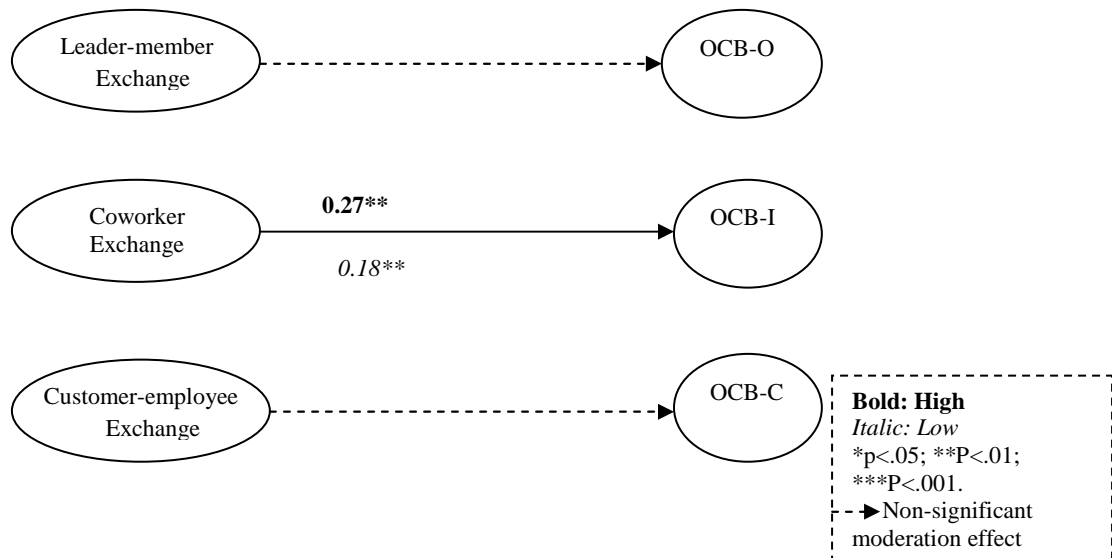 Leader-member
Exchange
OCB-O
0.27**
Coworker
Exchange
OCB-I
0.18**
Customer-employee
Exchange
OCB-C
Bold: High
Italic: Low
*p<.05; **P<.01;
***P<.001.
Non-significant
moderation effect